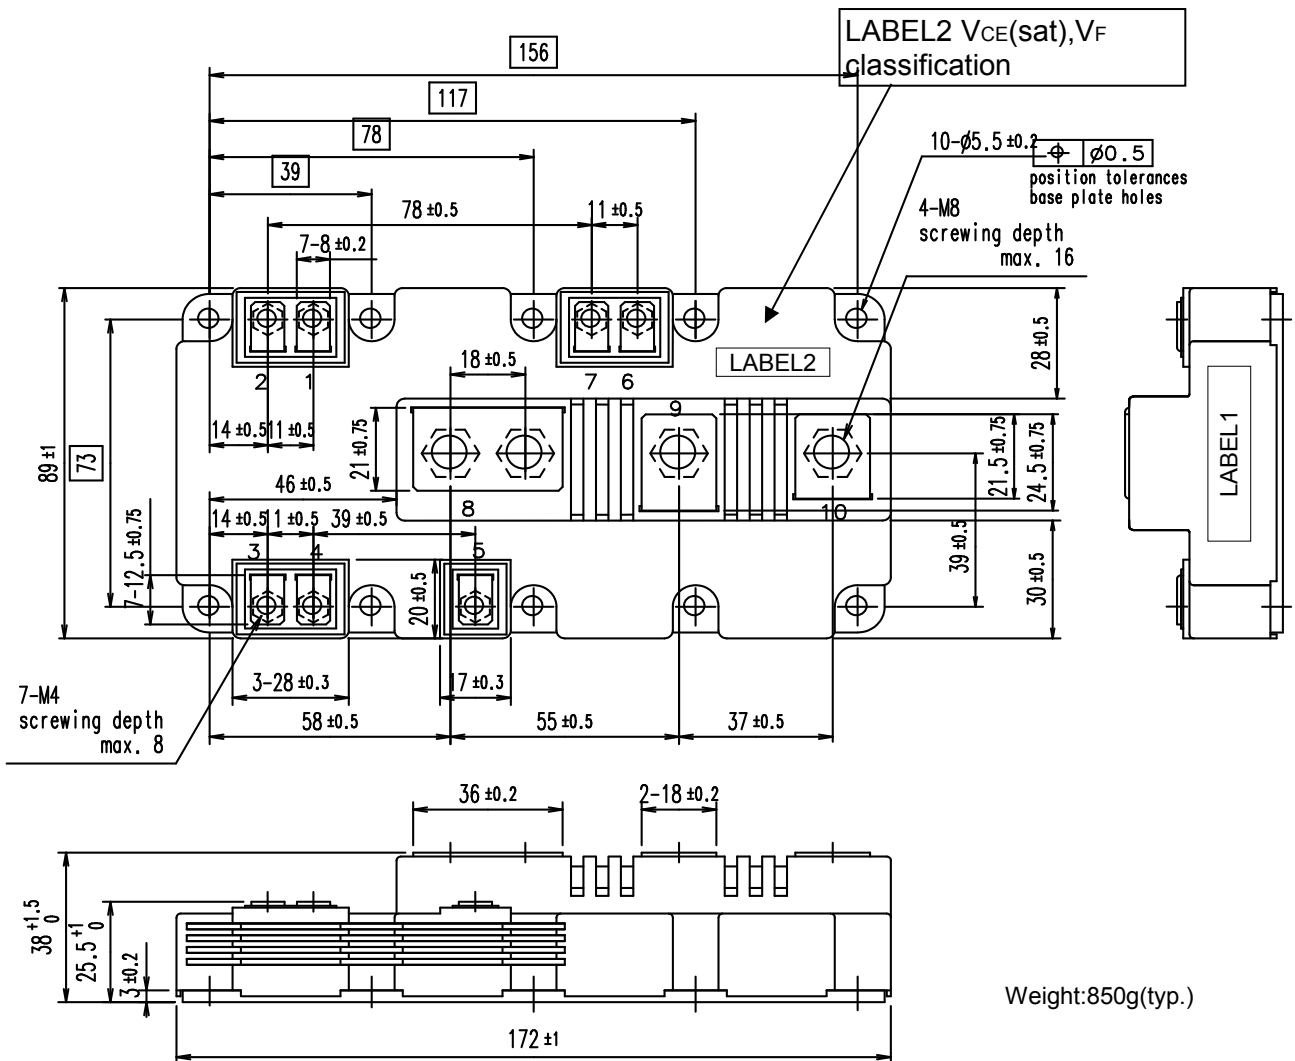 LABEL2 VCE(sat),VF
classification
156
117
78
39
10-Ø5.5 ±0.2
Ø0.5
position tolerances
base plate holes
78 ±0.5
11 ±0.5
4-M8
screwing depth
max. 16
7-8 ±0.2
28 ±0.5
LABEL2
18 ±0.5
2
1
7
6
9
14 ±0.5
11 ±0.5
89 ±1
73
21 ±0.75
21.5 ±0.75
24.5 ±0.75
LABEL1
46 ±0.5
8
10
14 ±0.5
11 ±0.5
39 ±0.5
3
4
5
7-12.5 ±0.75
20 ±0.5
39 ±0.5
30 ±0.5
3-28 ±0.3
17 ±0.3
7-M4
screwing depth
max. 8
58 ±0.5
55 ±0.5
37 ±0.5
36 ±0.2
2-18 ±0.2
38 +1.5 0
25.5 +1 0
3 ±0.2
Weight:850g(typ.)
172 ±1